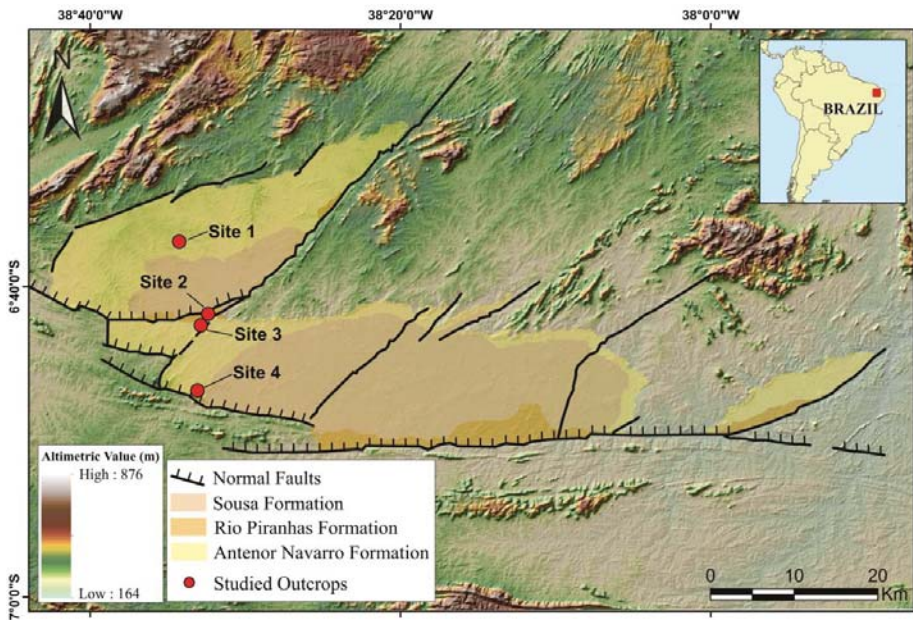 38°40'0"W 38°20'0"W 38°0'0"W
N
BRAZIL
Site 1
Site 2
6°40'0"S
Site 3
Site 4
Altimetric Value (m)
High : 876
Low : 164
Normal Faults
Sousa Formation
Rio Piranhas Formation
Antenor Navarro Formation
Studied Outcrops
0 10 20
Km
7°0'0"S